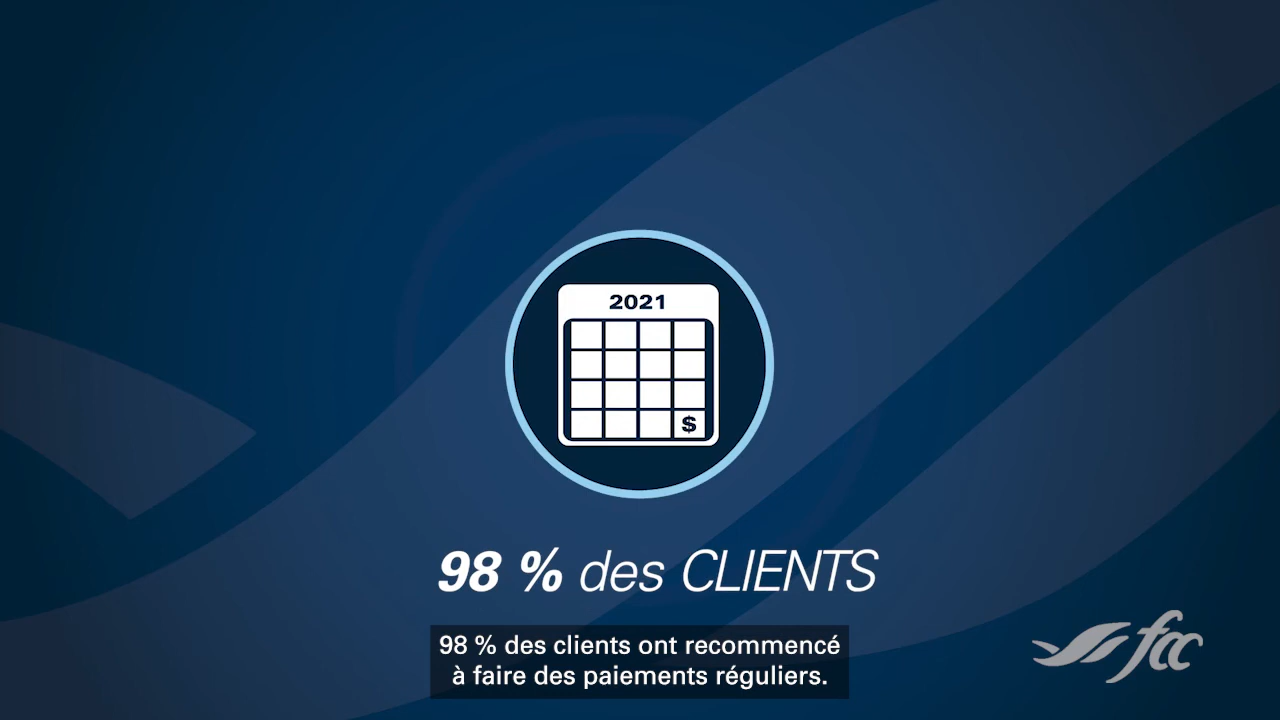 2021
$
98 % des CLIENTS
98 % des clients ont recommencé
à faire des paiements réguliers.
fcc